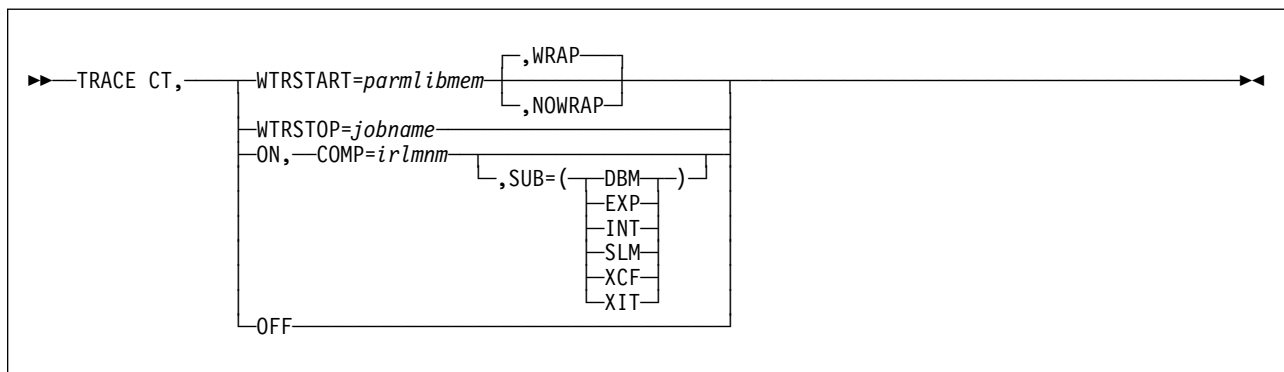 ,WRAP
TRACE CT, WTRSTART=parmlibmem
,NOWRAP
WTRSTOP=jobname
ON, COMP=irlmnm
,SUB=( DBM )
EXP
INT
SLM
XCF
XIT
OFF